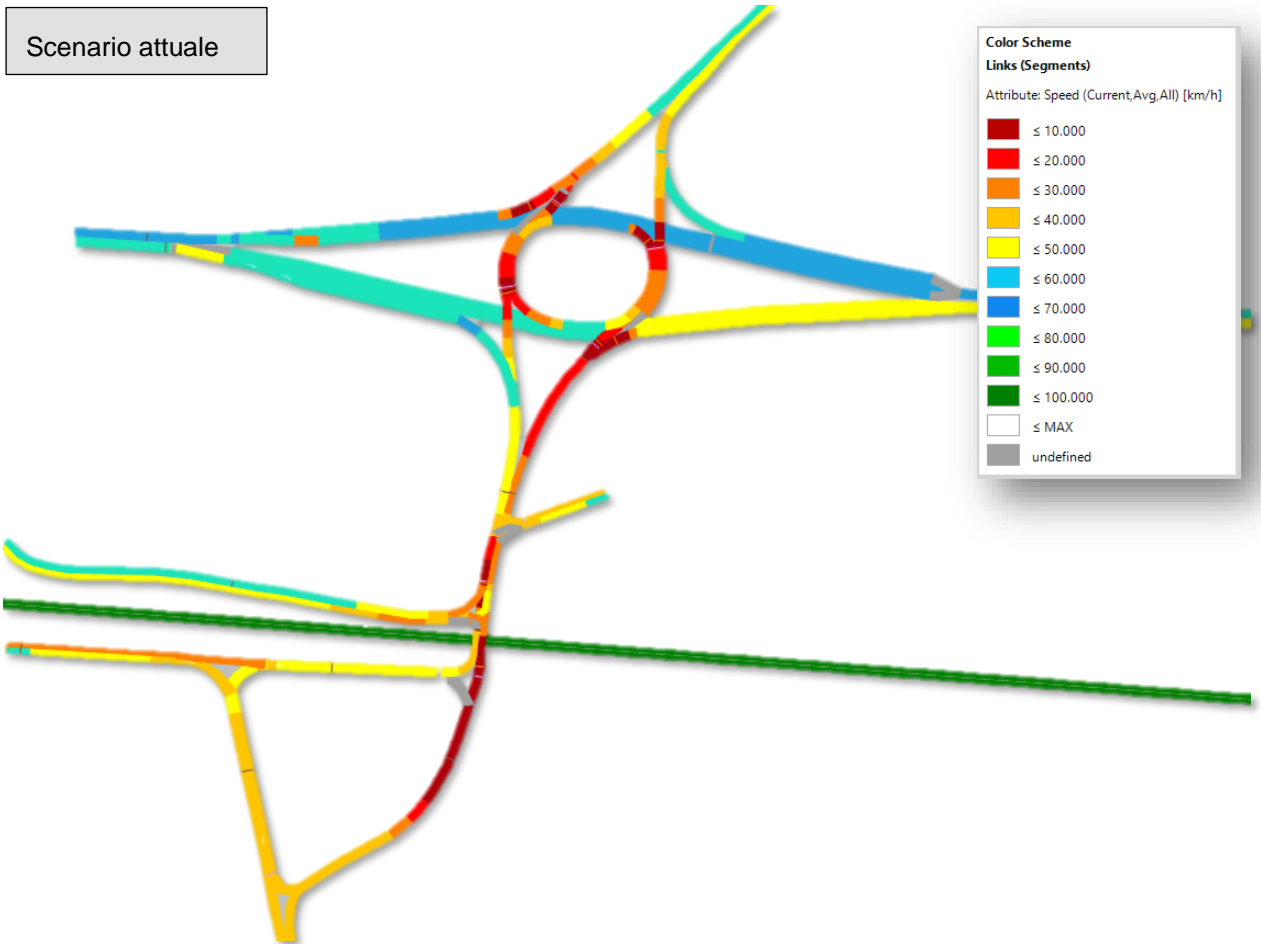 Scenario attuale
Color Scheme
Links (Segments)
Attribute: Speed (Current,Avg,All) [km/h]
≤ 10.000
≤ 20.000
≤ 30.000
≤ 40.000
≤ 50.000
≤ 60.000
≤ 70.000
≤ 80.000
≤ 90.000
≤ 100.000
≤ MAX
undefined